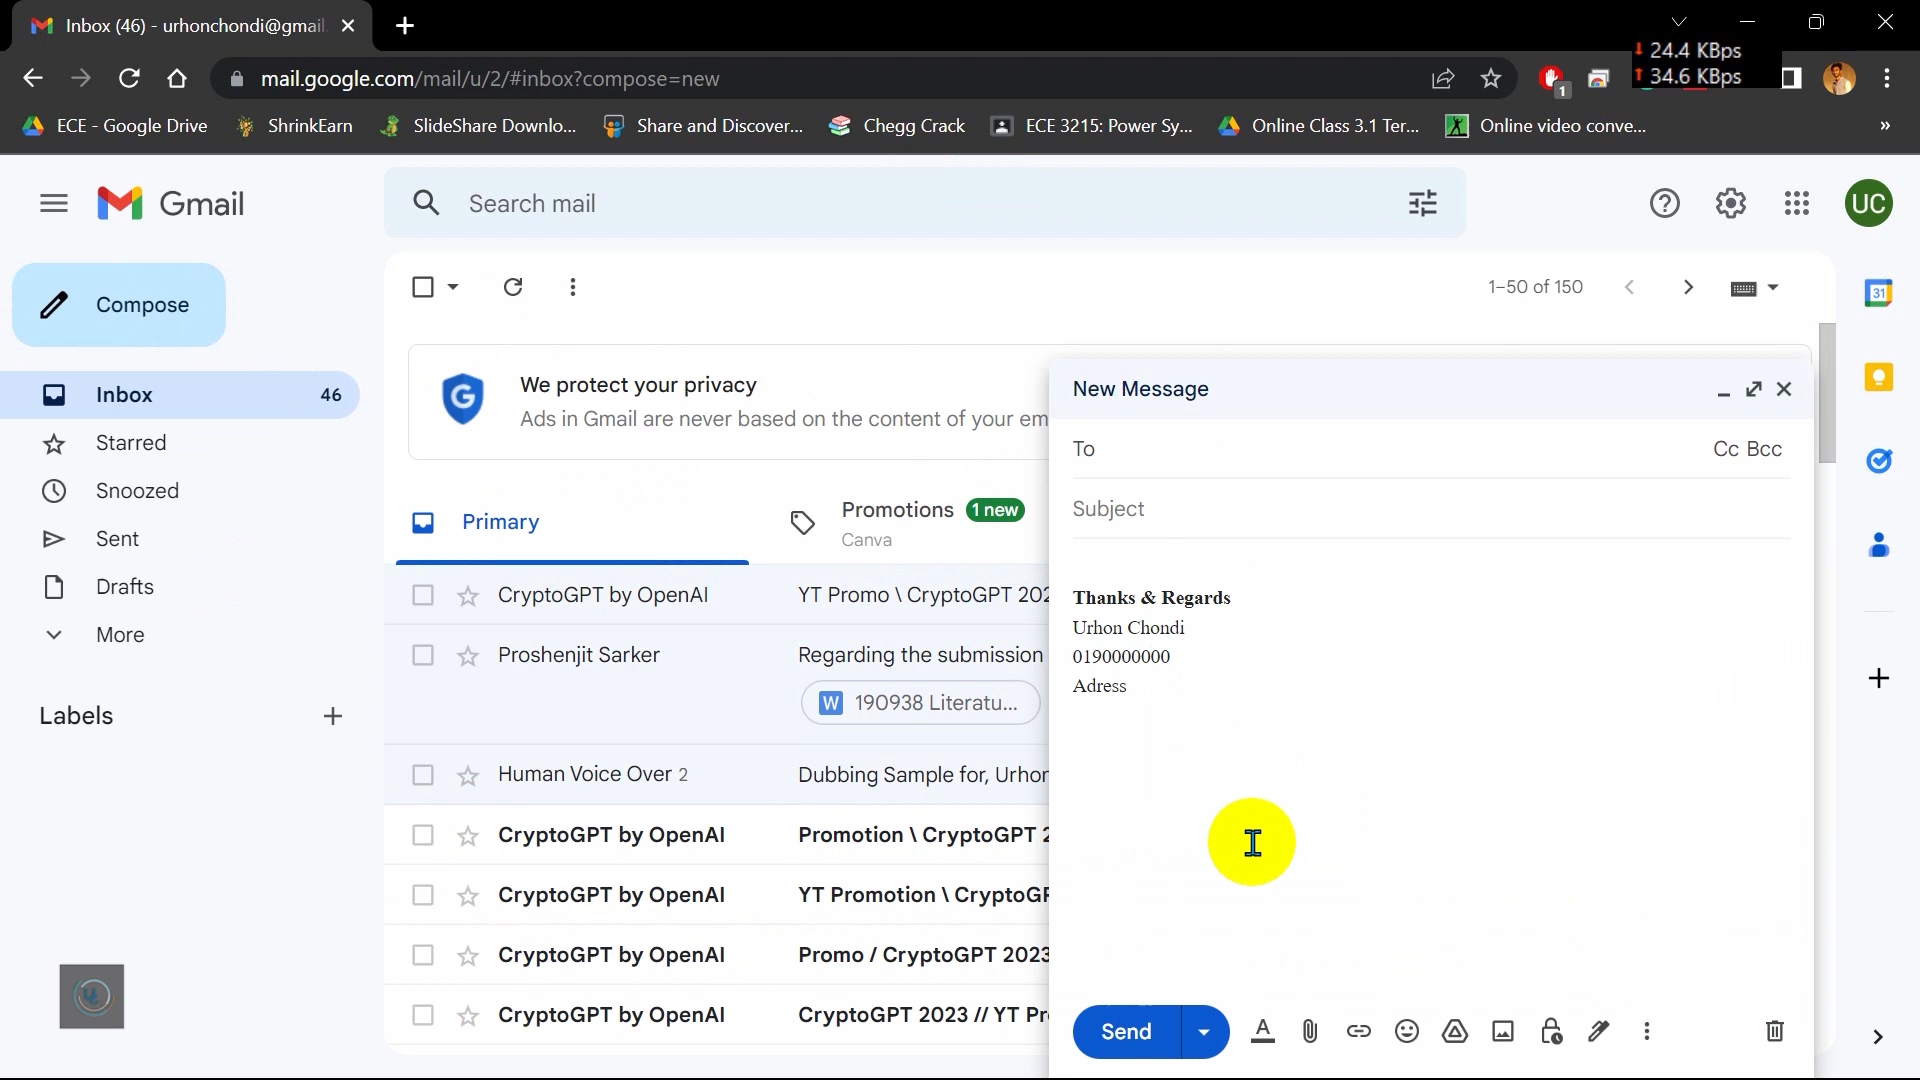 Inbox (46) - urhonchondi@gmail
24.4 KBps
34.6 KBps
mail.google.com/mail/u/2/#inbox?compose=new
1
ECE - Google Drive
ShrinkEarn
SlideShare Downlo...
Share and Discover...
Chegg Crack
ECE 3215: Power Sy...
Online Class 3.1 Ter...
Online video conve...
»
Gmail
Search mail
UC
Compose
1–50 of 150
31
Inbox 46
Starred
Snoozed
Sent
Drafts
More
Labels
We protect your privacy
Ads in Gmail are never based on the content of your em
Primary
Promotions 1 new
Canva
CryptoGPT by OpenAI YT Promo \ CryptoGPT 202
Proshenjit Sarker Regarding the submission
W 190938 Literatu...
Human Voice Over 2 Dubbing Sample for, Urhon
CryptoGPT by OpenAI Promotion \ CryptoGPT 2
CryptoGPT by OpenAI YT Promotion \ CryptoGP
CryptoGPT by OpenAI Promo / CryptoGPT 2023
CryptoGPT by OpenAI CryptoGPT 2023 // YT Pr
New Message
To Cc Bcc
Subject
Thanks & Regards
Urhon Chondi
0190000000
Adress
Send